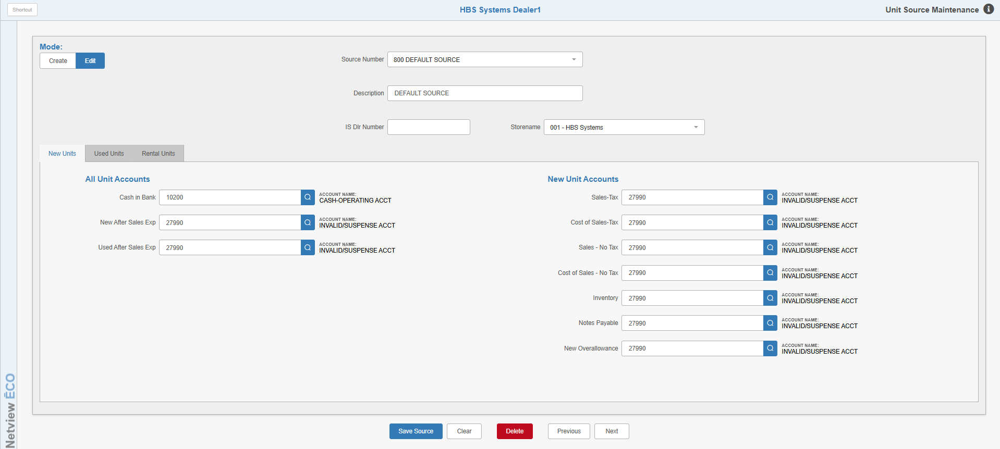 Shortcut
HBS Systems Dealer1
Unit Source Maintenance
Mode:
Create
Edit
Source Number
800 DEFAULT SOURCE
Description
DEFAULT SOURCE
IS Dlr Number
Storename
001 - HBS Systems
New Units
Used Units
Rental Units
All Unit Accounts
Cash in Bank
10200
ACCOUNT NAME:
CASH-OPERATING ACCT
New After Sales Exp
27990
ACCOUNT NAME:
INVALID/SUSPENSE ACCT
Used After Sales Exp
27990
ACCOUNT NAME:
INVALID/SUSPENSE ACCT
New Unit Accounts
Sales-Tax
27990
ACCOUNT NAME:
INVALID/SUSPENSE ACCT
Cost of Sales-Tax
27990
ACCOUNT NAME:
INVALID/SUSPENSE ACCT
Sales - No Tax
27990
ACCOUNT NAME:
INVALID/SUSPENSE ACCT
Cost of Sales - No Tax
27990
ACCOUNT NAME:
INVALID/SUSPENSE ACCT
Inventory
27990
ACCOUNT NAME:
INVALID/SUSPENSE ACCT
Notes Payable
27990
ACCOUNT NAME:
INVALID/SUSPENSE ACCT
New Overallowance
27990
ACCOUNT NAME:
INVALID/SUSPENSE ACCT
Netview ĒCO
Save Source
Clear
Delete
Previous
Next